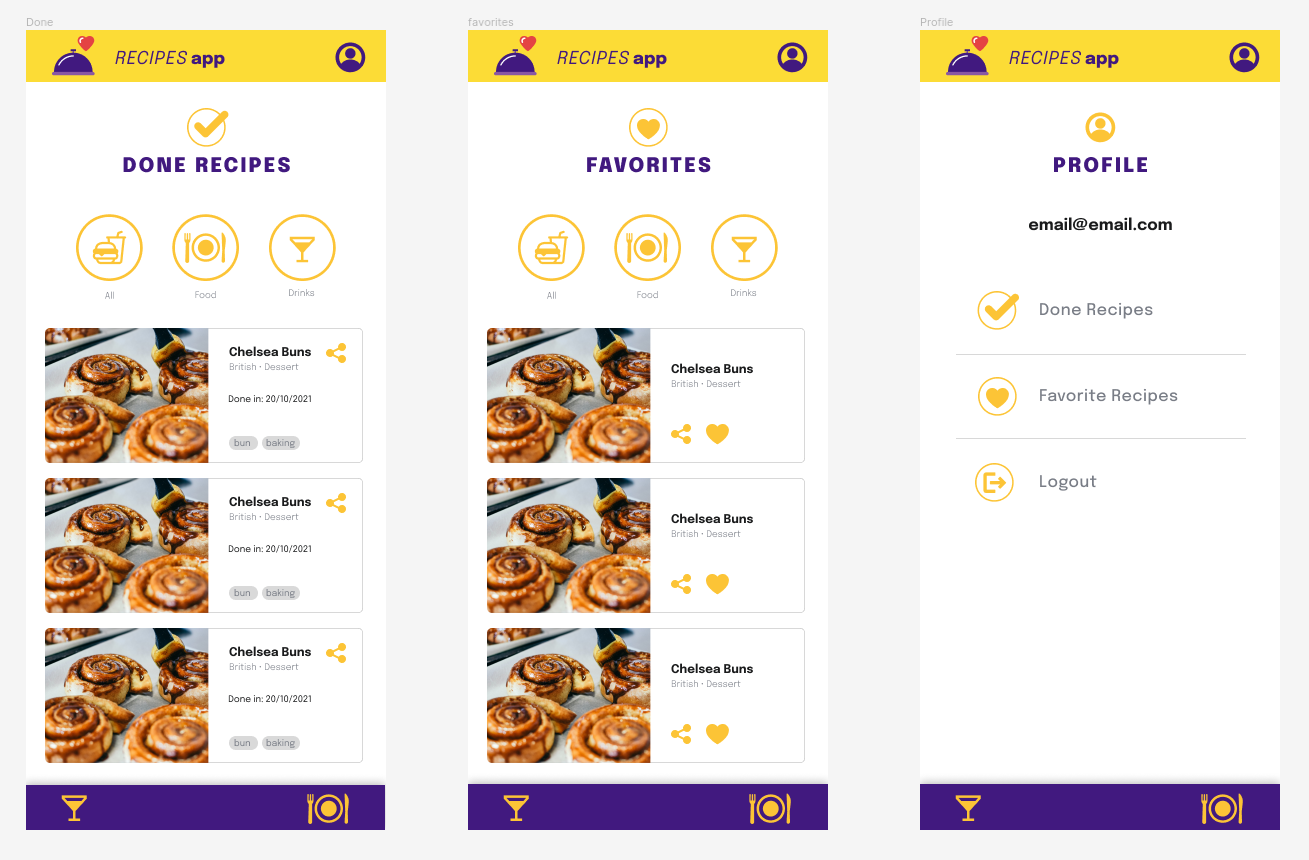 Done
RECIPES app
DONE RECIPES
All
Food
Drinks
Chelsea Buns
British • Dessert
Done in: 20/10/2021
bun
baking
Chelsea Buns
British • Dessert
Done in: 20/10/2021
bun
baking
Chelsea Buns
British • Dessert
Done in: 20/10/2021
bun
baking
favorites
RECIPES app
FAVORITES
All
Food
Drinks
Chelsea Buns
British • Dessert
Chelsea Buns
British • Dessert
Chelsea Buns
British • Dessert
Profile
RECIPES app
PROFILE
email@email.com
Done Recipes
Favorite Recipes
Logout